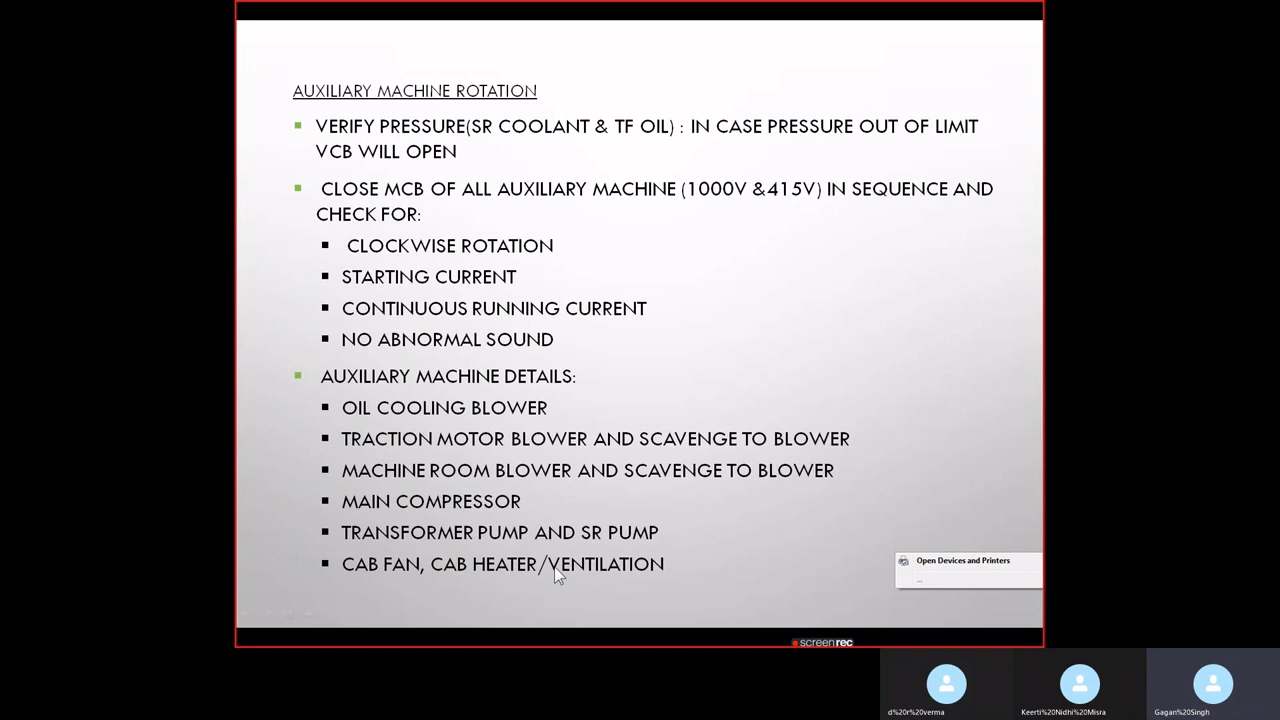 AUXILIARY MACHINE ROTATION
VERIFY PRESSURE(SR COOLANT & TF OIL) : IN CASE PRESSURE OUT OF LIMIT
VCB WILL OPEN
CLOSE MCB OF ALL AUXILIARY MACHINE (1000V &415V) IN SEQUENCE AND
CHECK FOR:
CLOCKWISE ROTATION
STARTING CURRENT
CONTINUOUS RUNNING CURRENT
NO ABNORMAL SOUND
AUXILIARY MACHINE DETAILS:
OIL COOLING BLOWER
TRACTION MOTOR BLOWER AND SCAVENGE TO BLOWER
MACHINE ROOM BLOWER AND SCAVENGE TO BLOWER
MAIN COMPRESSOR
TRANSFORMER PUMP AND SR PUMP
CAB FAN, CAB HEATER/VENTILATION
Open Devices and Printers
...
screenrec
d%20r%20verma
Keerti%20Nidhi%20Misra
Gagan%20Singh